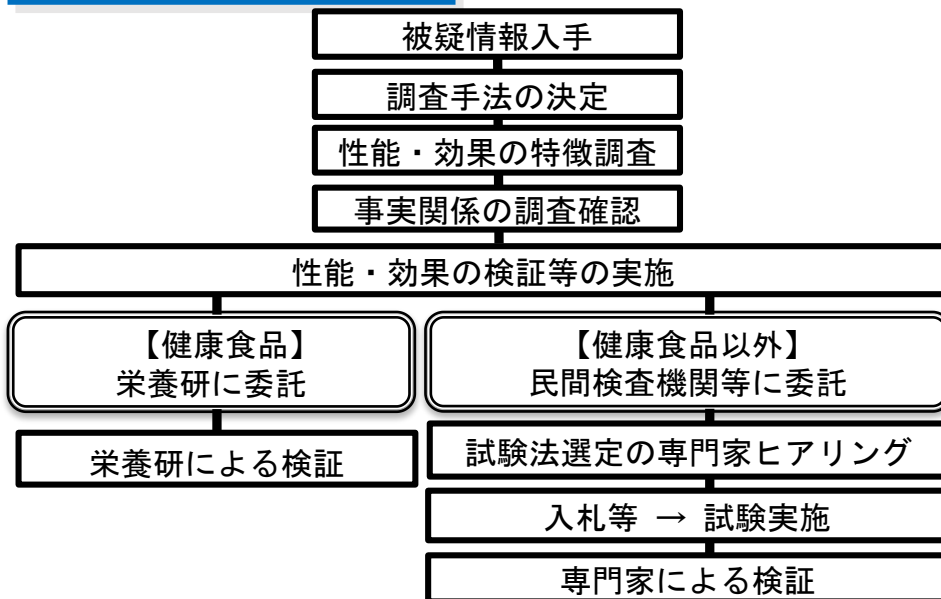 被疑情報入手
調査手法の決定
性能・効果の特徴調査
事実関係の調査確認
性能・効果の検証等の実施
【健康食品】
栄養研に委託
【健康食品以外】
民間検査機関等に委託
栄養研による検証
試験法選定の専門家ヒアリング
入札等 → 試験実施
専門家による検証